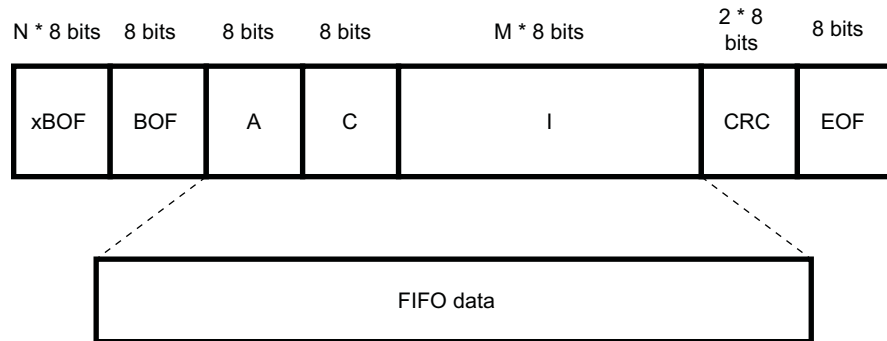 N * 8 bits
8 bits
8 bits
8 bits
M * 8 bits
2 * 8
bits
8 bits
xBOF
BOF
A
C
I
CRC
EOF
FIFO data